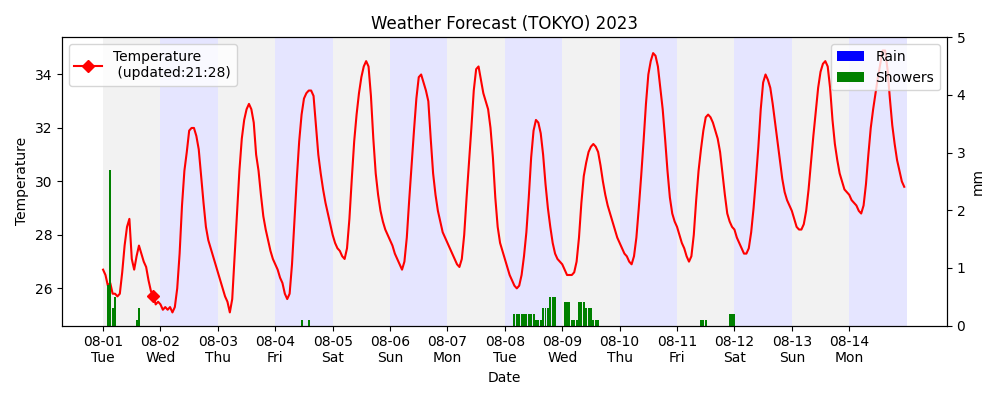 Weather Forecast (TOKYO) 2023
Temperature
(updated:21:28)
Rain
Showers
Temperature
34
32
30
28
26
5
4
3
2
1
0
mm
08-01 08-02 08-03 08-04 08-05 08-06 08-07 08-08 08-09 08-10 08-11 08-12 08-13 08-14
Tue Wed Thu Fri Sat Sun Mon Tue Wed Thu Fri Sat Sun Mon
Date